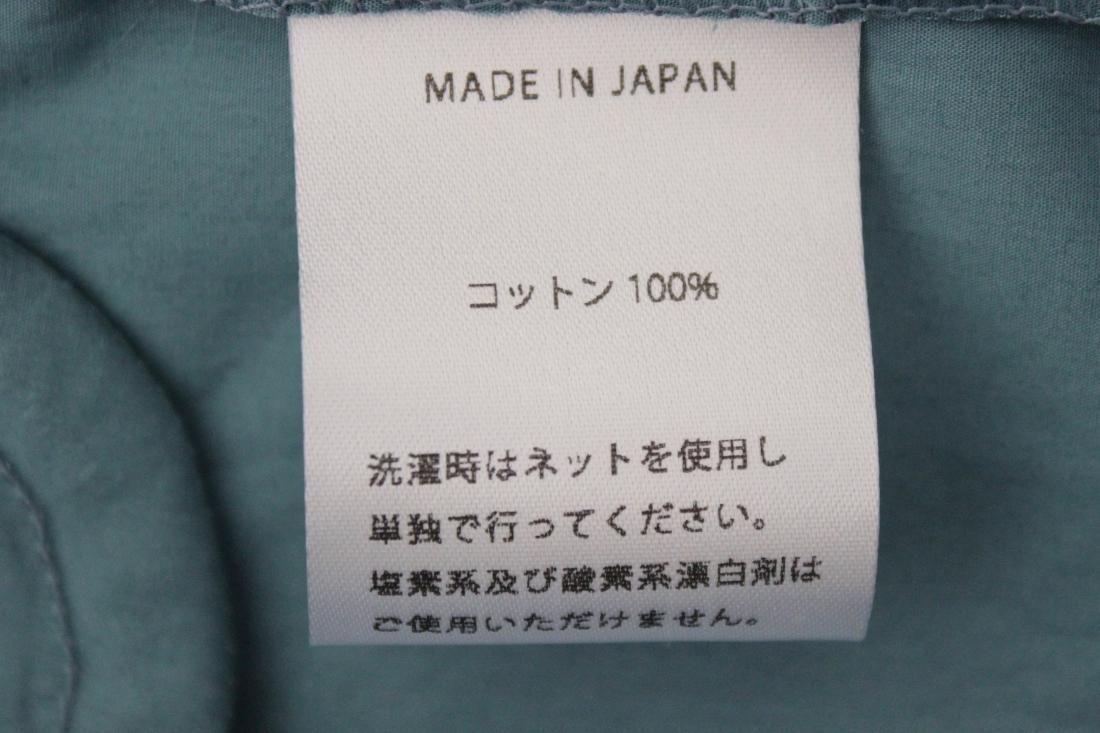 MADE IN JAPAN
コットン 100%
洗濯時はネットを使用し
単独で行ってください。
塩素系及び酸素系漂白剤は
ご使用いただけません。